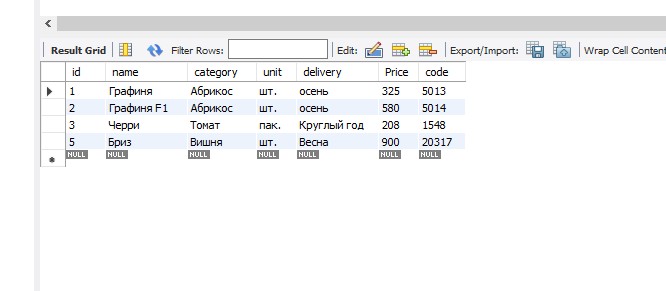 Result Grid Filter Rows: Edit: Export/Import: Wrap Cell Content
id name category unit delivery Price code
1 Графиня Абрикос шт. осень 325 5013
2 Графиня F1 Абрикос шт. осень 580 5014
3 Черри Томат пак. Круглый год 208 1548
5 Бриз Вишня шт. Весна 900 20317
NULL NULL NULL NULL NULL NULL NULL